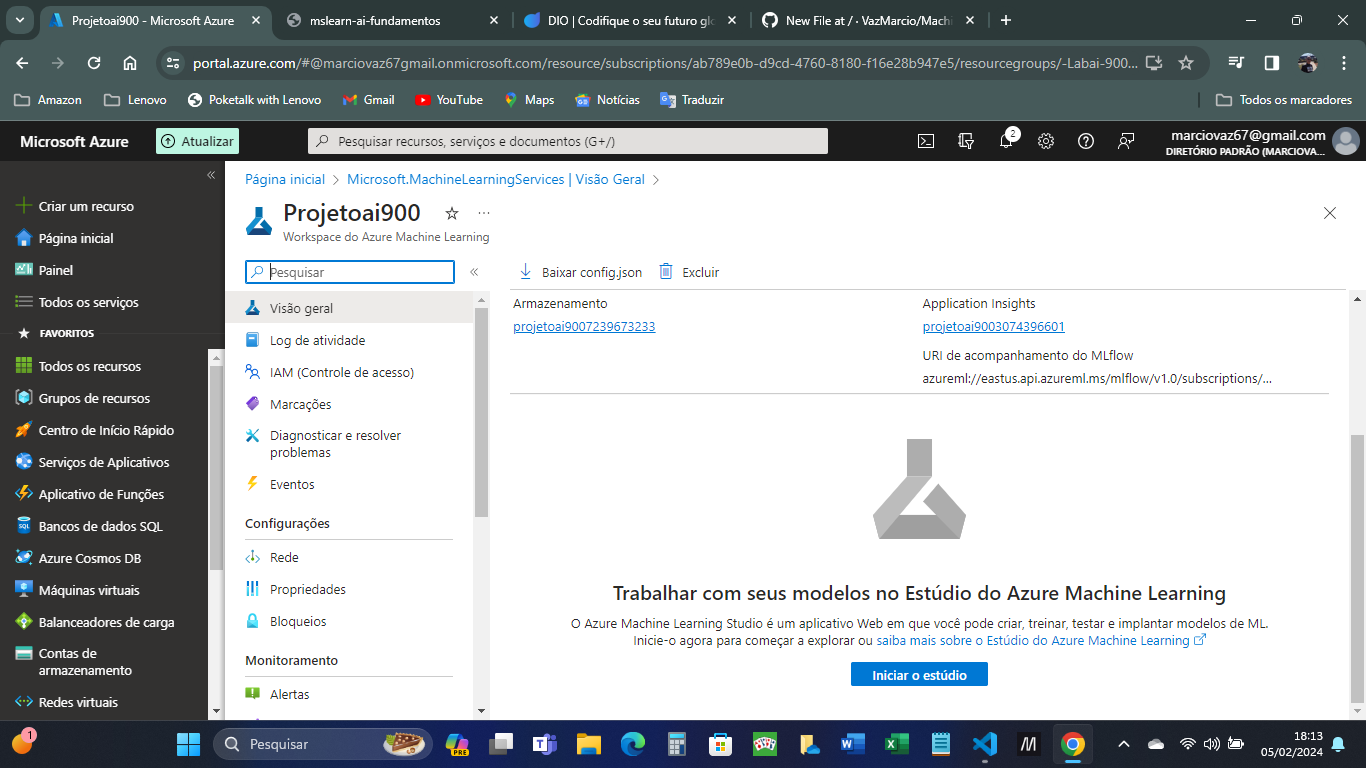 Projetoai900 - Microsoft Azure
mslearn-ai-fundamentos
DIO | Codifique o seu futuro glo
New File at / · VazMarcio/Machi
portal.azure.com/#@marciovaz67gmail.onmicrosoft.com/resource/subscriptions/ab789e0b-d9cd-4760-8180-f16e28b947e5/resourcegroups/-Labai-900...
Amazon
Lenovo
Poketalk with Lenovo
Gmail
YouTube
Maps
Notícias
Traduzir
Todos os marcadores
Microsoft Azure
Atualizar
Pesquisar recursos, serviços e documentos (G+/)
2
marciovaz67@gmail.com
DIRETÓRIO PADRÃO (MARCIOVA...
Criar um recurso
Página inicial
Painel
Todos os serviços
FAVORITOS
Todos os recursos
Grupos de recursos
Centro de Início Rápido
Serviços de Aplicativos
Aplicativo de Funções
Bancos de dados SQL
Azure Cosmos DB
Máquinas virtuais
Balanceadores de carga
Contas de
armazenamento
Redes virtuais
Página inicial
Microsoft.MachineLearningServices | Visão Geral
Projetoai900
Workspace do Azure Machine Learning
Pesquisar
Visão geral
Log de atividade
IAM (Controle de acesso)
Marcações
Diagnosticar e resolver
problemas
Eventos
Configurações
Rede
Propriedades
Bloqueios
Monitoramento
Alertas
Baixar config.json
Excluir
Armazenamento
projetoai9007239673233
Application Insights
projetoai9003074396601
URI de acompanhamento do MLflow
azureml://eastus.api.azureml.ms/mlflow/v1.0/subscriptions/...
Trabalhar com seus modelos no Estúdio do Azure Machine Learning
O Azure Machine Learning Studio é um aplicativo Web em que você pode criar, treinar, testar e implantar modelos de ML.
Inicie-o agora para começar a explorar ou saiba mais sobre o Estúdio do Azure Machine Learning
Iniciar o estúdio
1
Pesquisar
PRE
18:13
05/02/2024